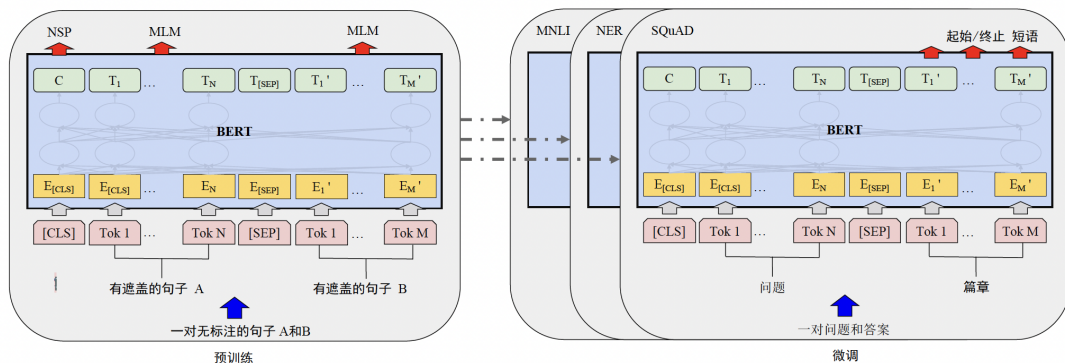 NSP MLM MLM
C T1 … TN T[SEP] T1' … TM'
BERT
E[CLS] E[CLS] … EN E[SEP] E1' … EM'
[CLS] Tok 1 … Tok N [SEP] Tok 1 … Tok M
有遮盖的句子 A 有遮盖的句子 B
一对无标注的句子 A和B
预训练
MNLI NER SQuAD 起始/终止 短语
C T1 … TN T[SEP] T1' … TM'
BERT
E[CLS] E[CLS] … EN E[SEP] E1' … EM'
[CLS] Tok 1 … Tok N [SEP] Tok 1 … Tok M
问题 篇章
一对问题和答案
微调